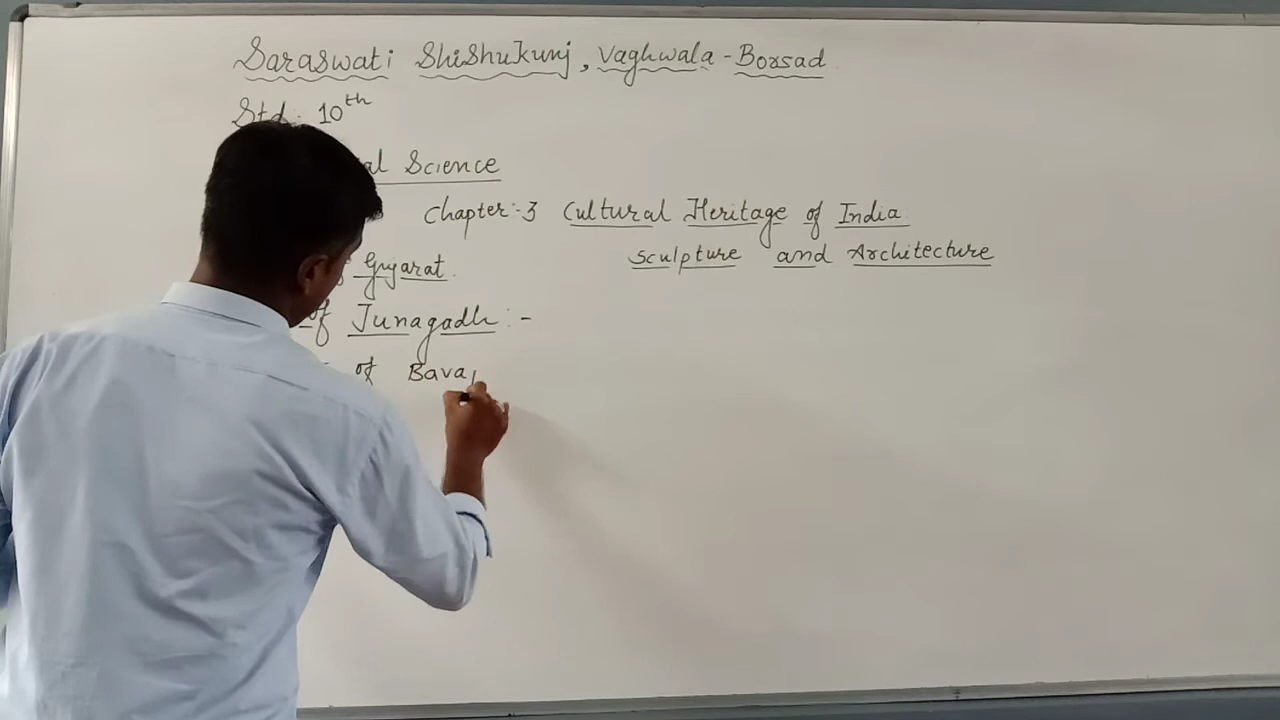 Saraswati Shishukunj, Vaghwala - Borsad
Std: 10th
Science
Chapter:-3 Cultural Heritage of India
Sculpture and Architecture
Gujarat.
of Junagadh :-
of Bava